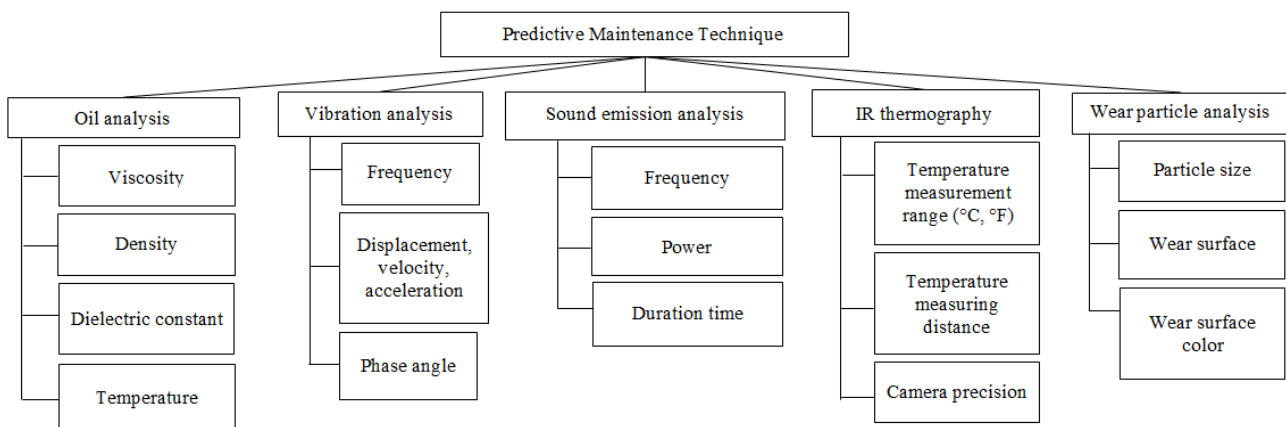 Predictive Maintenance Technique
Oil analysis
Viscosity
Density
Dielectric constant
Temperature
Vibration analysis
Frequency
Displacement,
velocity,
acceleration
Phase angle
Sound emission analysis
Frequency
Power
Duration time
IR thermography
Temperature
measurement
range (°C, °F)
Temperature
measuring
distance
Camera precision
Wear particle analysis
Particle size
Wear surface
Wear surface
color